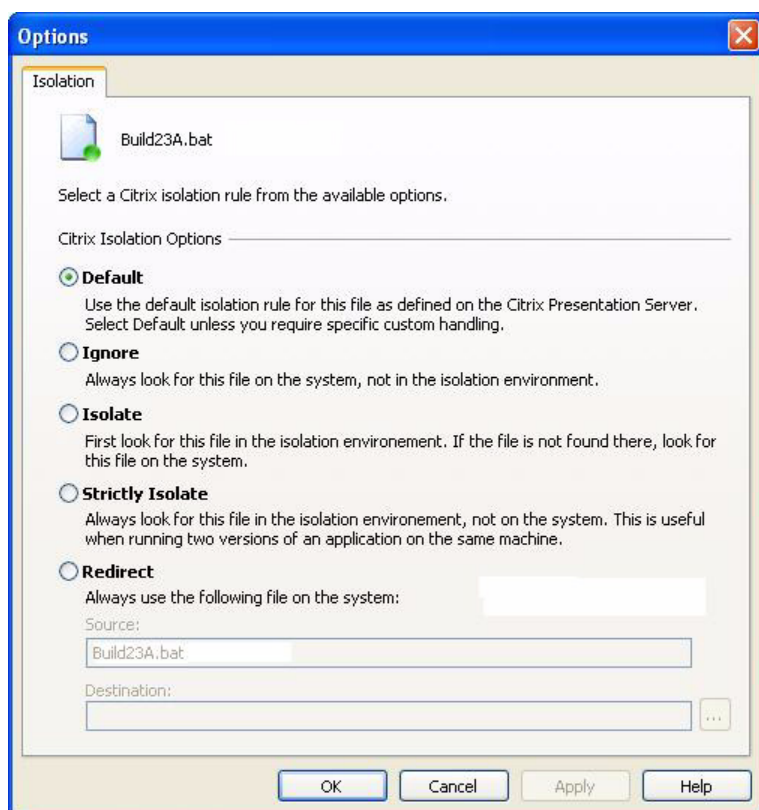 Options
Isolation
Build23A.bat
Select a Citrix isolation rule from the available options.
Citrix Isolation Options
Default
Use the default isolation rule for this file as defined on the Citrix Presentation Server.
Select Default unless you require specific custom handling.
Ignore
Always look for this file on the system, not in the isolation environment.
Isolate
First look for this file in the isolation environement. If the file is not found there, look for
this file on the system.
Strictly Isolate
Always look for this file in the isolation environement, not on the system. This is useful
when running two versions of an application on the same machine.
Redirect
Always use the following file on the system:
Source:
Build23A.bat
Destination:
...
OK Cancel Apply Help